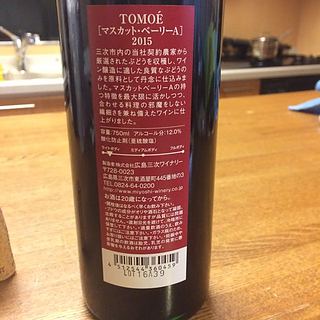 TOMOÉ
[マスカット・ベーリーA]
2015
三次市内の当社契約農家から
厳選されたぶどうを収穫し、ワイ
ン醸造に適した良質なぶどうの
みを原料として丹念に仕込みま
した。マスカット・ベーリーAの持
つ特徴を最大限に活かしつつ、
合わせる料理の邪魔をしない
繊細さを兼ね備えたワインに仕
上がりました。
容量/750ml アルコール分/12.0%
酸化防止剤(亜硫酸塩)
ライトボディ ミディアムボディ フルボディ
製造者 株式会社広島三次ワイナリー
〒728-0023
広島県三次市東酒屋町445番地の3
TEL.0824-64-0200
http://www.miyoshi-winery.co.jp
お酒は20歳になってから。
4 512544 360459